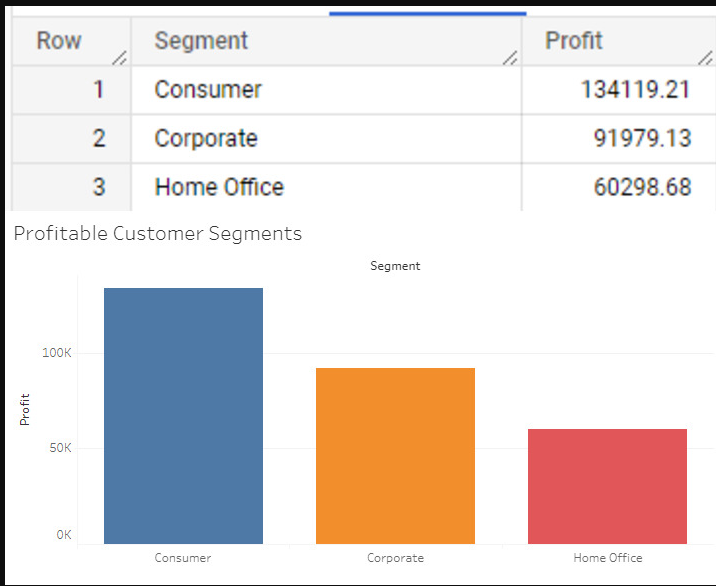 Row Segment Profit
1 Consumer 134119.21
2 Corporate 91979.13
3 Home Office 60298.68
Profitable Customer Segments
Segment
100K
Profit
50K
0K
Consumer Corporate Home Office